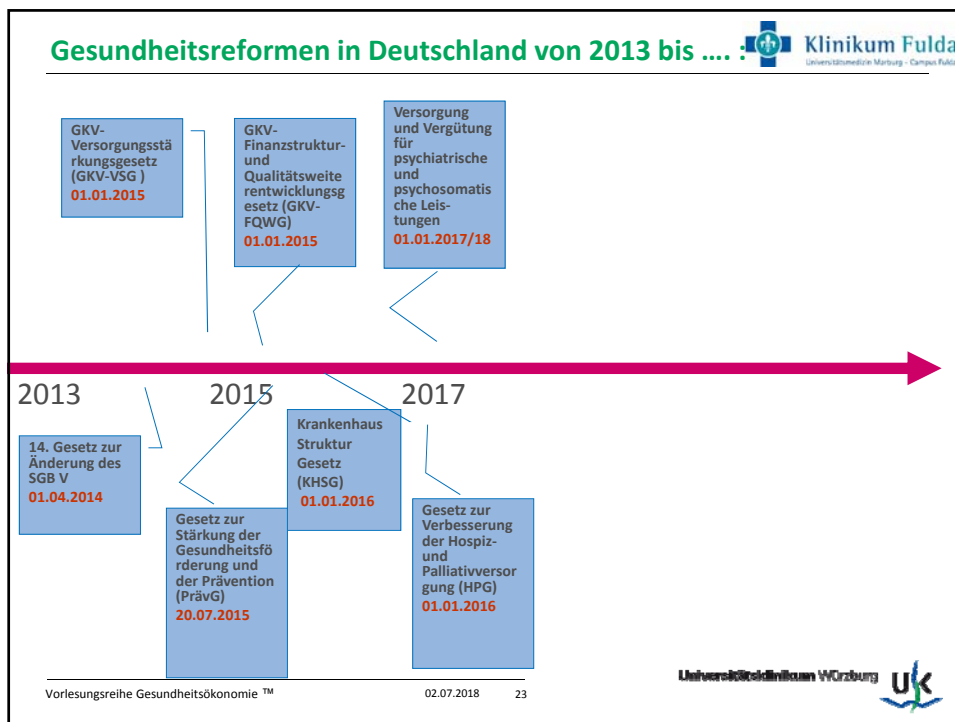 Gesundheitsreformen in Deutschland von 2013 bis .... :
Klinikum Fulda
Universitätsmedizin Marburg - Campus Fulda
GKV-
Versorgungsstä
rkungsgesetz
(GKV-VSG )
01.01.2015
GKV-
Finanzstruktur-
und
Qualitätsweite
rentwicklungsg
esetz (GKV-
FQWG)
01.01.2015
Versorgung
und Vergütung
für
psychiatrische
und
psychosomatis
che Leis-
tungen
01.01.2017/18
2013
2015
2017
14. Gesetz zur
Änderung des
SGB V
01.04.2014
Gesetz zur
Stärkung der
Gesundheitsfö
rderung und
der Prävention
(PrävG)
20.07.2015
Krankenhaus
Struktur
Gesetz
(KHSG)
01.01.2016
Gesetz zur
Verbesserung
der Hospiz-
und
Palliativversor
gung (HPG)
01.01.2016
Vorlesungsreihe Gesundheitsökonomie ™
02.07.2018
23
Universitätsklinikum Würzburg
UK